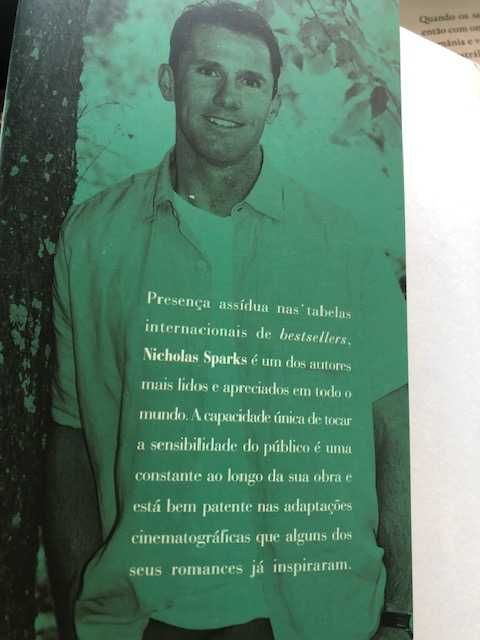 Presença assídua nas tabelas
internacionais de bestsellers,
Nicholas Sparks é um dos autores
mais lidos e apreciados em todo o
mundo. A capacidade única de tocar
a sensibilidade do público é uma
constante ao longo da sua obra e
está bem patente nas adaptações
cinematográficas que alguns dos
seus romances já inspiraram.
Quando os
então com